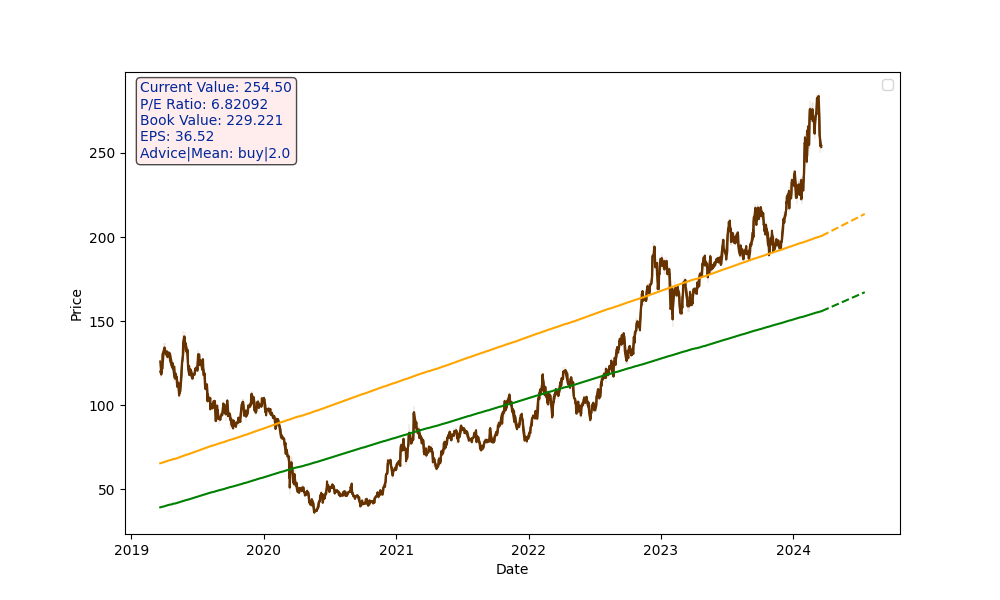 Current Value: 254.50
P/E Ratio: 6.82092
Book Value: 229.221
EPS: 36.52
Advice|Mean: buy|2.0
250
200
150
100
50
Price
2019 2020 2021 2022 2023 2024
Date